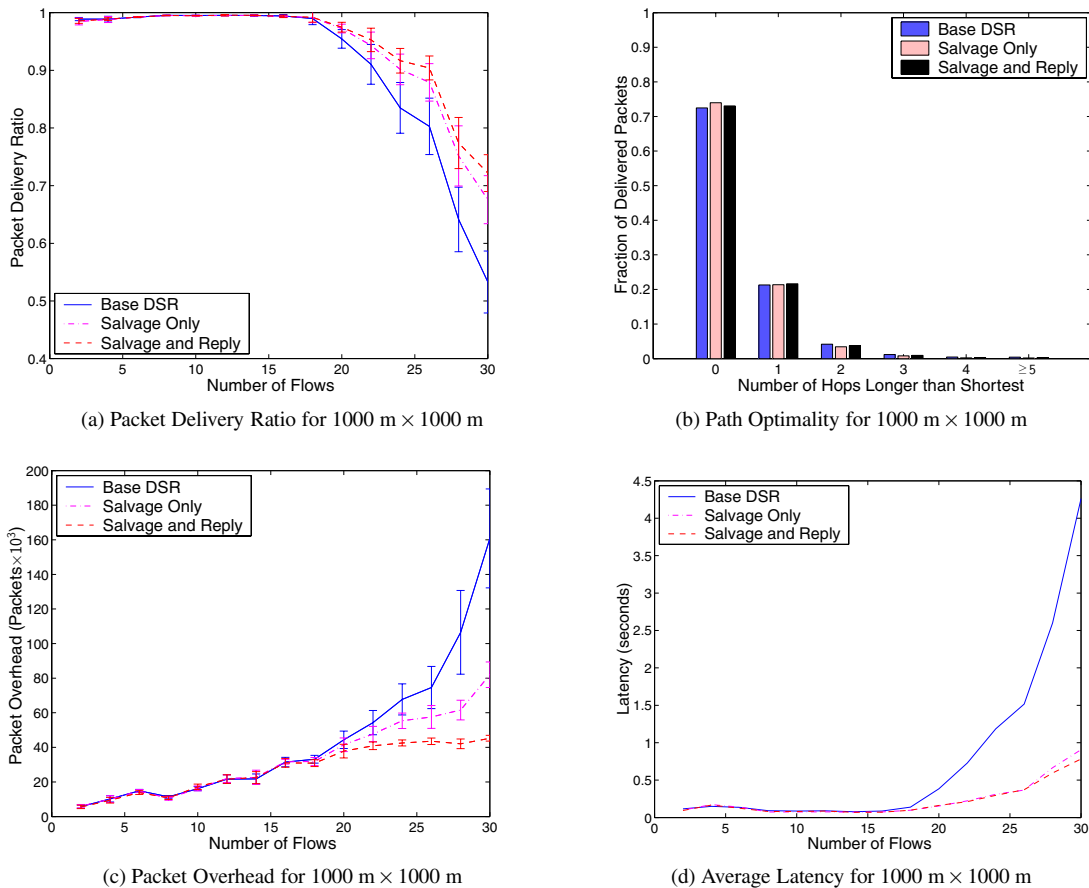 1
0.9
0.8
0.7
0.6
0.5
0.4
Packet Delivery Ratio
Base DSR
Salvage Only
Salvage and Reply
0 5 10 15 20 25 30
Number of Flows
(a) Packet Delivery Ratio for 1000 m × 1000 m
1
0.9
0.8
0.7
0.6
0.5
0.4
0.3
0.2
0.1
0
Fraction of Delivered Packets
Base DSR
Salvage Only
Salvage and Reply
0 1 2 3 4 ≥5
Number of Hops Longer than Shortest
(b) Path Optimality for 1000 m × 1000 m
200
180
160
140
120
100
80
60
40
20
0
Packet Overhead (Packets×10³)
Base DSR
Salvage Only
Salvage and Reply
0 5 10 15 20 25 30
Number of Flows
(c) Packet Overhead for 1000 m × 1000 m
4.5
4
3.5
3
2.5
2
1.5
1
0.5
0
Latency (seconds)
Base DSR
Salvage Only
Salvage and Reply
0 5 10 15 20 25 30
Number of Flows
(d) Average Latency for 1000 m × 1000 m